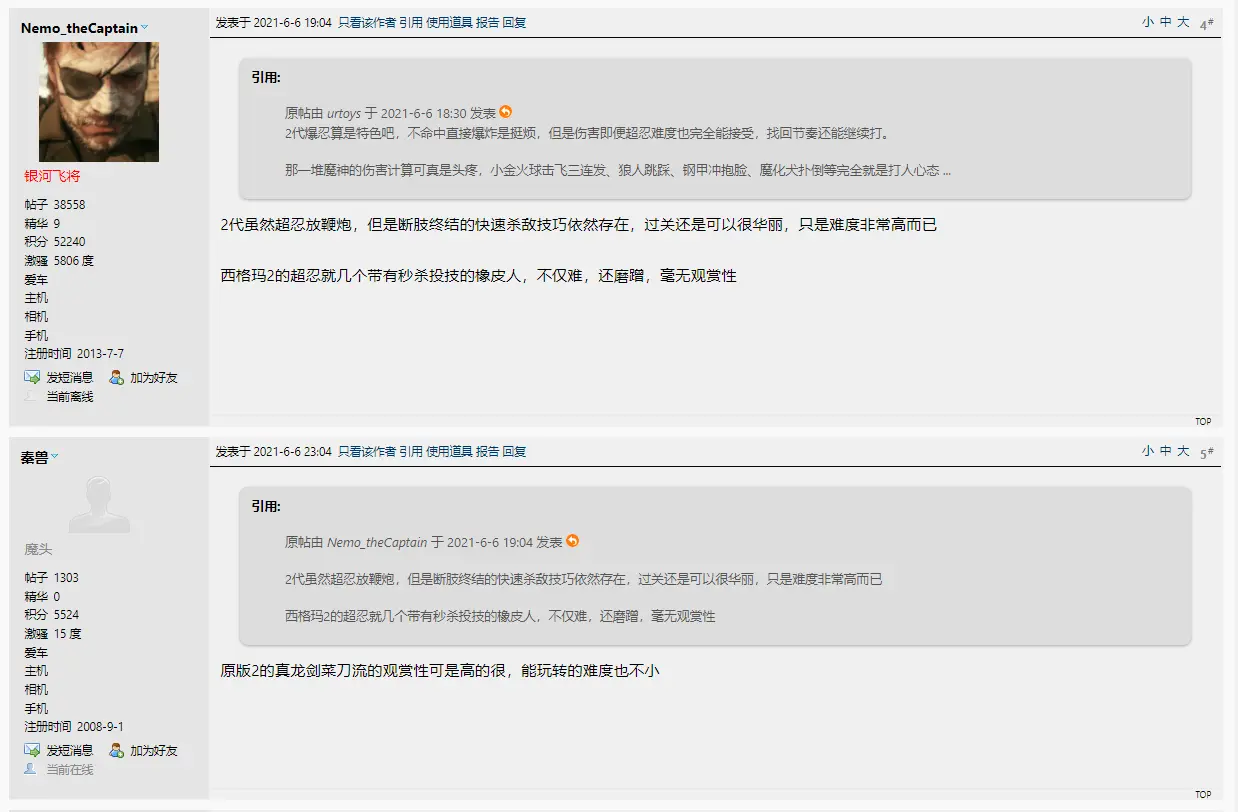 Nemo_theCaptain
银河飞将
帖子 38558
精华 9
积分 52240
激骚 5806 度
爱车
主机
相机
手机
注册时间 2013-7-7
发短消息 加为好友
当前离线
发表于 2021-6-6 19:04 只看该作者 引用 使用道具 报告 回复
小 中 大 4#
引用:
原帖由 urtoys 于 2021-6-6 18:30 发表
2代爆忍算是特色吧，不命中直接爆炸是挺烦，但是伤害即便超忍难度也完全能接受，找回节奏还能继续打。
那一堆魔神的伤害计算可真是头疼，小金火球击飞三连发、狼人跳踩、钢甲冲抱脸、魔化犬扑倒等完全就是打人心态 ...
2代虽然超忍放鞭炮，但是断肢终结的快速杀敌技巧依然存在，过关还是可以很华丽，只是难度非常高而已
西格玛2的超忍就几个带有秒杀投技的橡皮人，不仅难，还磨蹭，毫无观赏性
TOP
秦兽
魔头
帖子 1303
精华 0
积分 5524
激骚 15 度
爱车
主机
相机
手机
注册时间 2008-9-1
发短消息 加为好友
当前在线
发表于 2021-6-6 23:04 只看该作者 引用 使用道具 报告 回复
小 中 大 5#
引用:
原帖由 Nemo_theCaptain 于 2021-6-6 19:04 发表
2代虽然超忍放鞭炮，但是断肢终结的快速杀敌技巧依然存在，过关还是可以很华丽，只是难度非常高而已
西格玛2的超忍就几个带有秒杀投技的橡皮人，不仅难，还磨蹭，毫无观赏性
原版2的真龙剑菜刀流的观赏性可是高的很，能玩转的难度也不小
TOP